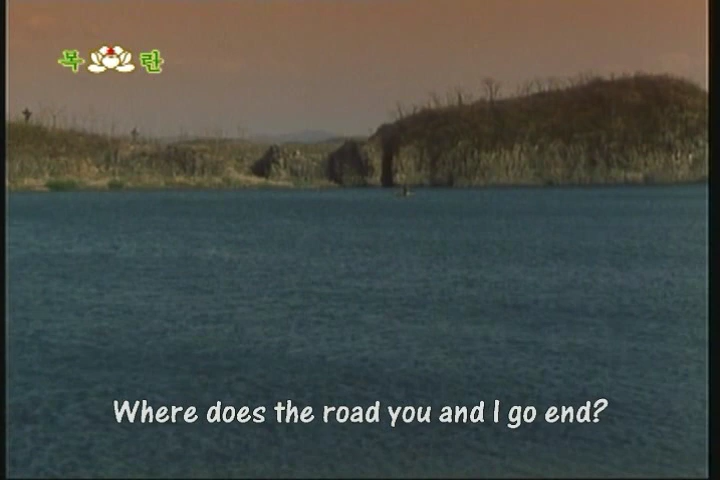 목 란
Where does the road you and I go end?